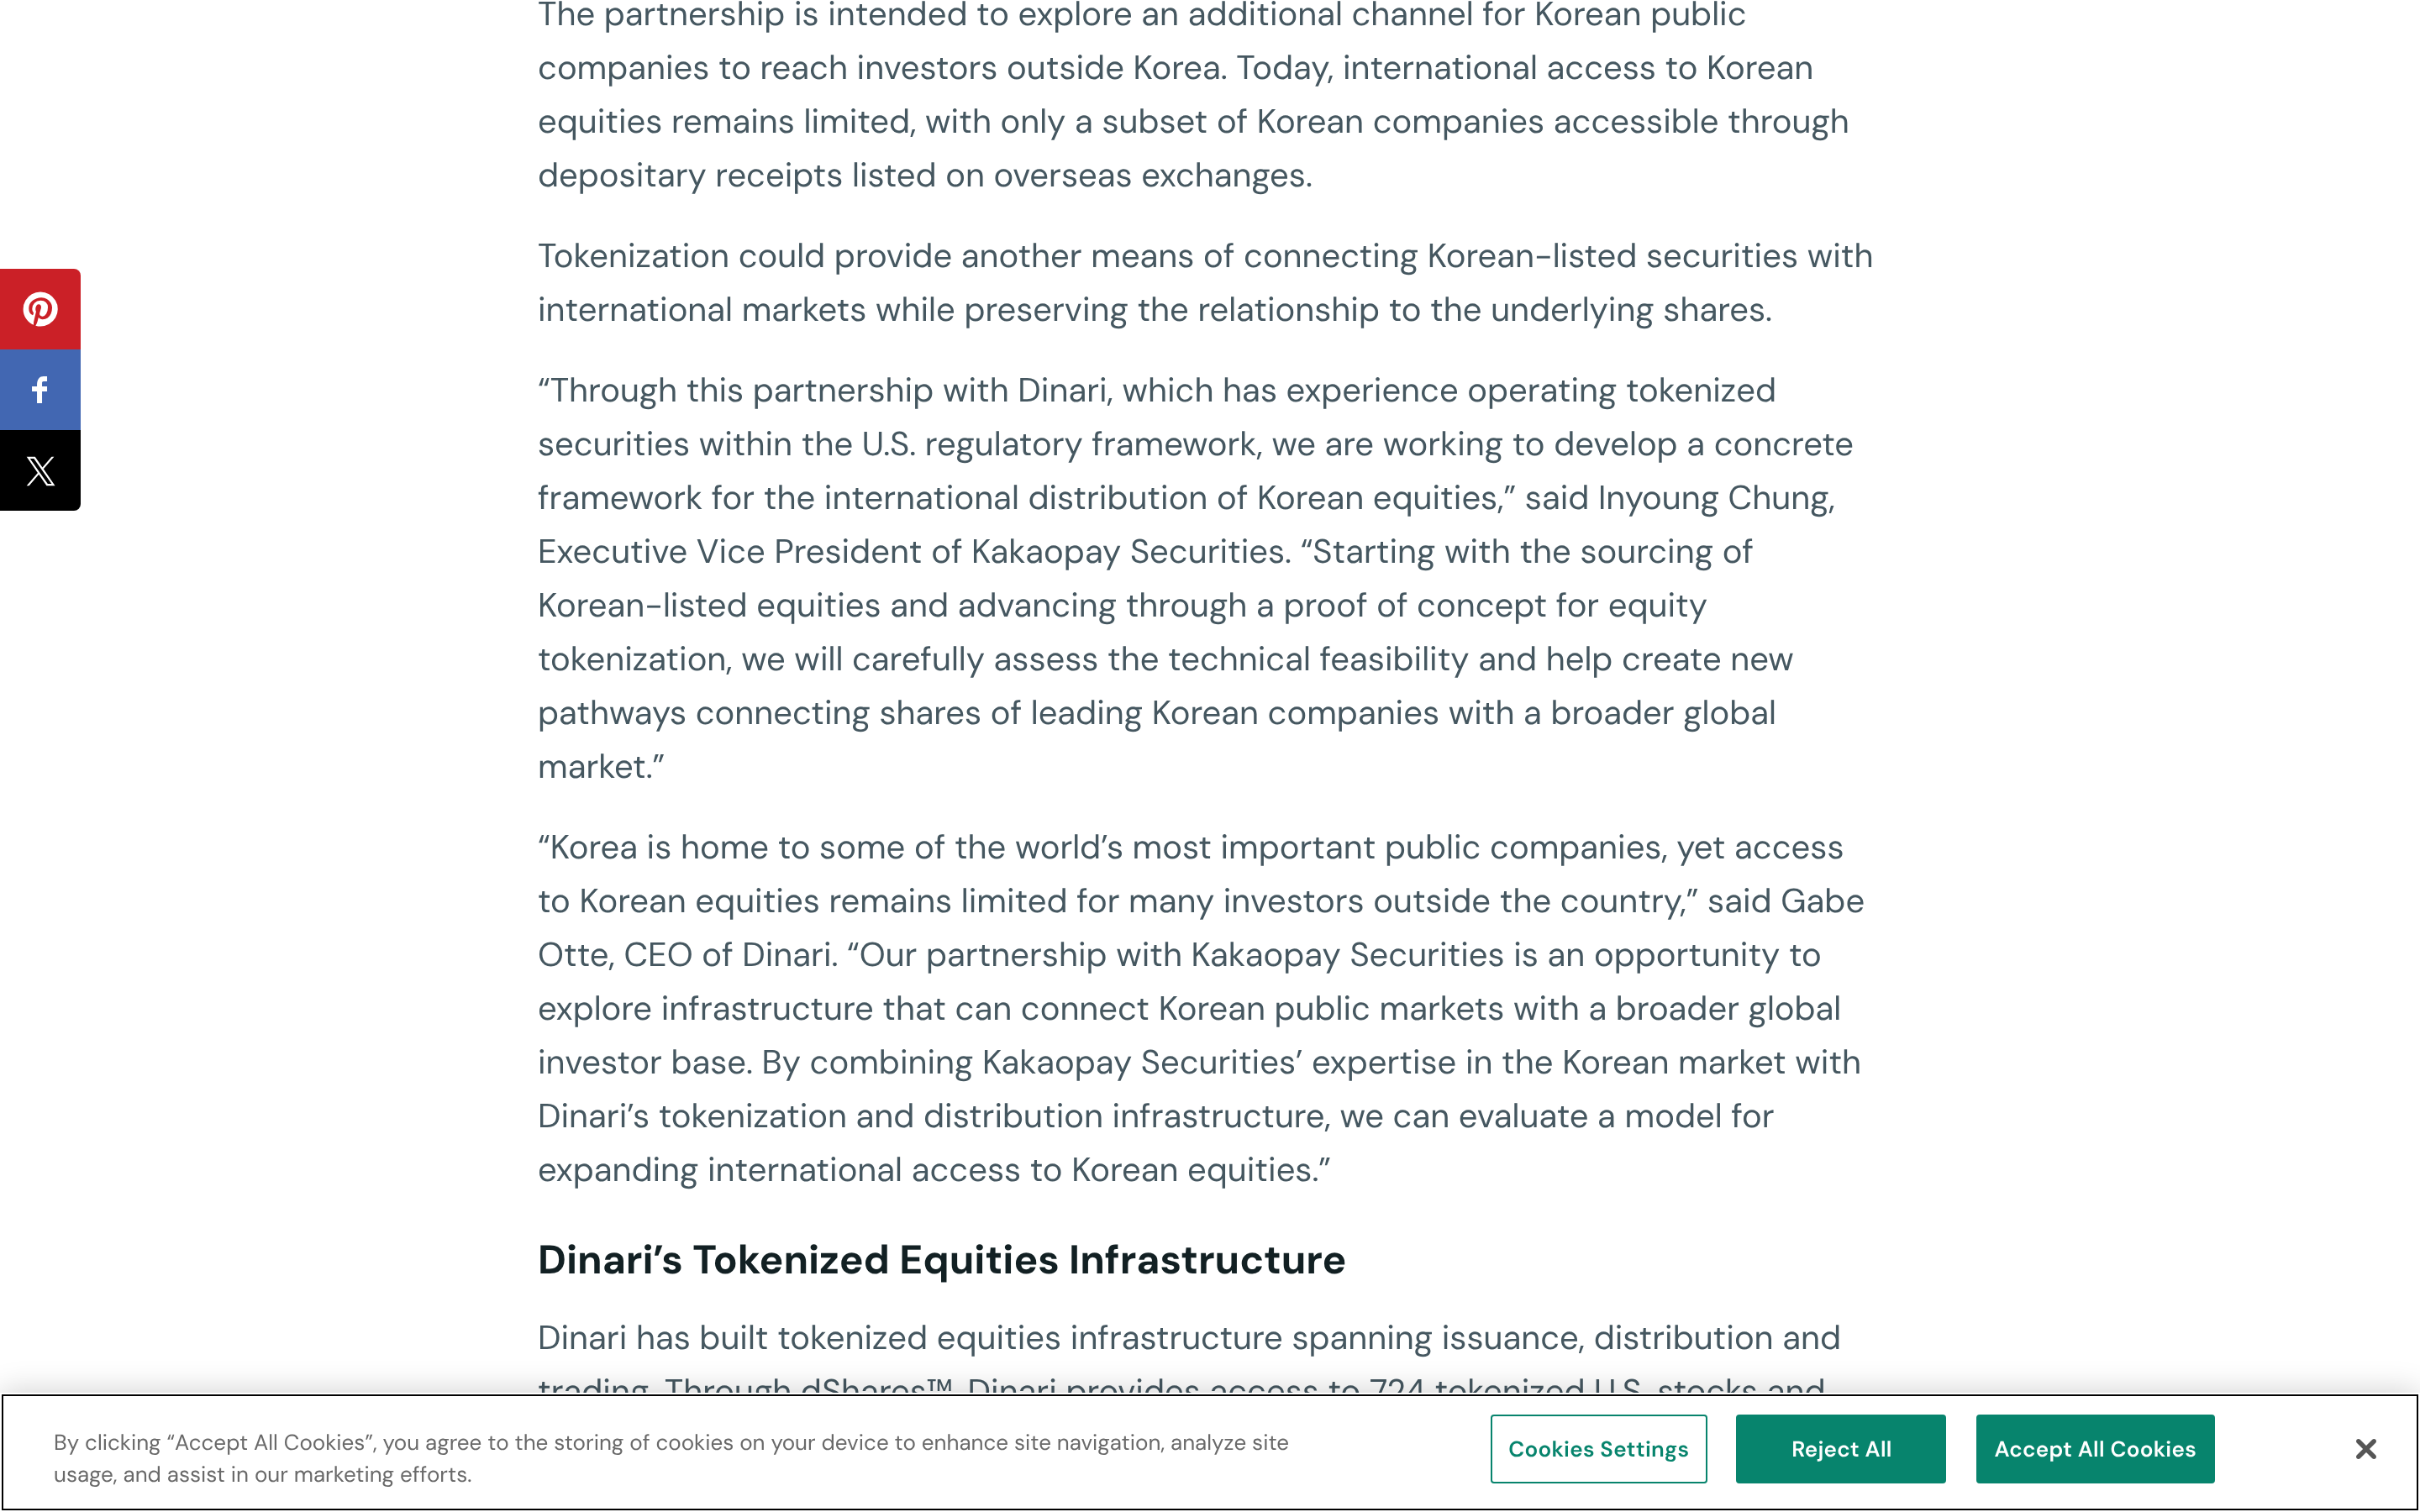 The partnership is intended to explore an additional channel for Korean public
companies to reach investors outside Korea. Today, international access to Korean
equities remains limited, with only a subset of Korean companies accessible through
depositary receipts listed on overseas exchanges.
Tokenization could provide another means of connecting Korean-listed securities with
international markets while preserving the relationship to the underlying shares.
“Through this partnership with Dinari, which has experience operating tokenized
securities within the U.S. regulatory framework, we are working to develop a concrete
framework for the international distribution of Korean equities,” said Inyoung Chung,
Executive Vice President of Kakaopay Securities. “Starting with the sourcing of
Korean-listed equities and advancing through a proof of concept for equity
tokenization, we will carefully assess the technical feasibility and help create new
pathways connecting shares of leading Korean companies with a broader global
market.”
“Korea is home to some of the world’s most important public companies, yet access
to Korean equities remains limited for many investors outside the country,” said Gabe
Otte, CEO of Dinari. “Our partnership with Kakaopay Securities is an opportunity to
explore infrastructure that can connect Korean public markets with a broader global
investor base. By combining Kakaopay Securities’ expertise in the Korean market with
Dinari’s tokenization and distribution infrastructure, we can evaluate a model for
expanding international access to Korean equities.”
Dinari’s Tokenized Equities Infrastructure
Dinari has built tokenized equities infrastructure spanning issuance, distribution and
trading. Through dShares™, Dinari provides access to 724 tokenized U.S. stocks and
By clicking “Accept All Cookies”, you agree to the storing of cookies on your device to enhance site navigation, analyze site
usage, and assist in our marketing efforts.
Cookies Settings
Reject All
Accept All Cookies